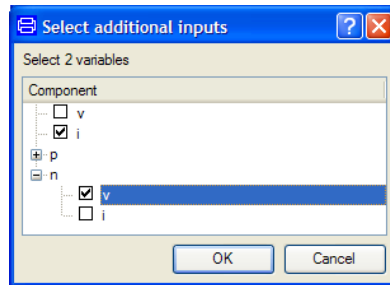 Select additional inputs
Select 2 variables
Component
v
i
p
n
v
i
OK Cancel